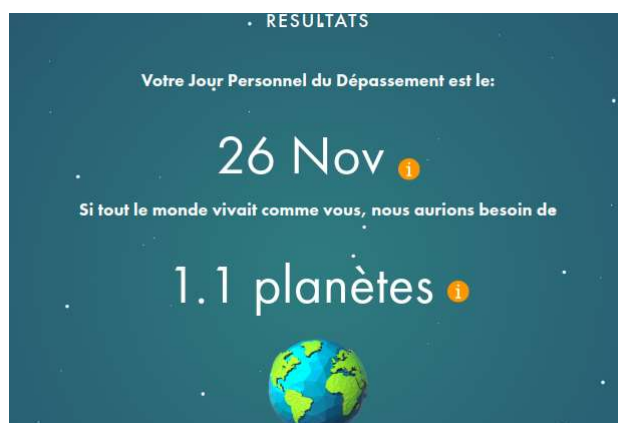 RESULTATS
Votre Jour Personnel du Dépassement est le:
26 Nov i
Si tout le monde vivait comme vous, nous aurions besoin de
1.1 planètes i